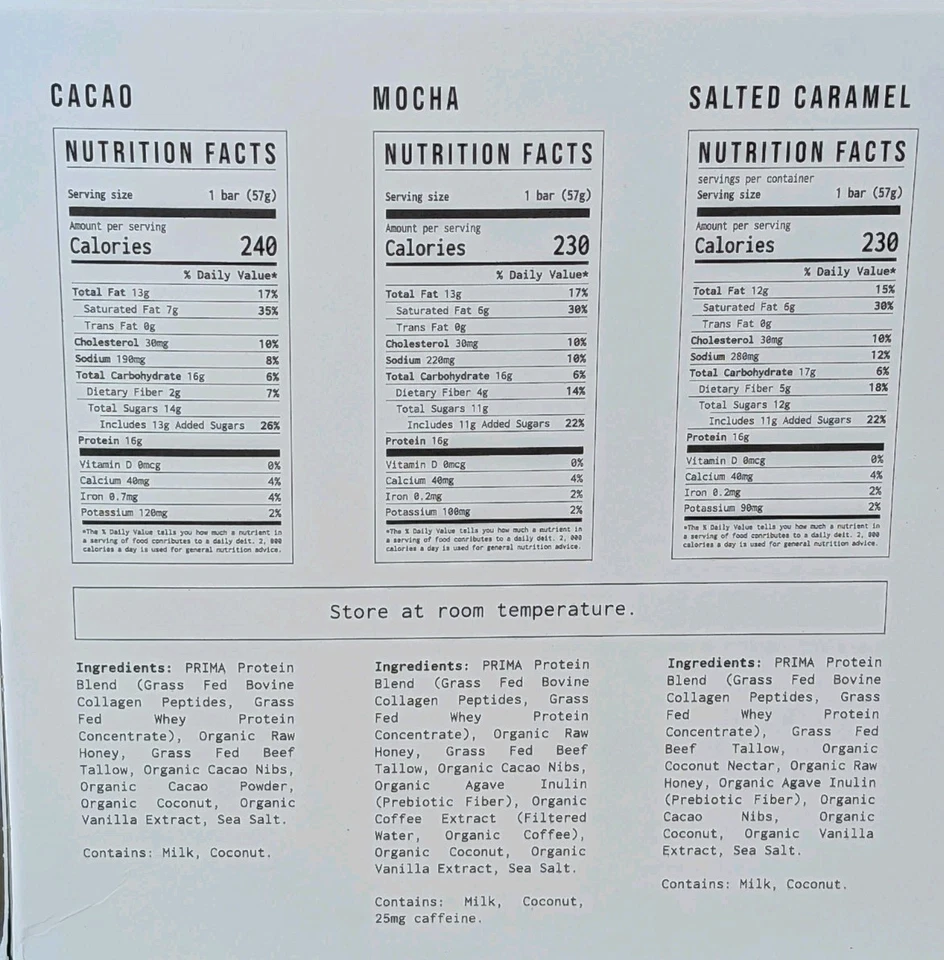 CACAO
NUTRITION FACTS
Serving size 1 bar (57g)
Amount per serving
Calories 240
% Daily Value*
Total Fat 13g 17%
Saturated Fat 7g 35%
Trans Fat 0g
Cholesterol 30mg 10%
Sodium 190mg 8%
Total Carbohydrate 16g 6%
Dietary Fiber 2g 7%
Total Sugars 14g
Includes 13g Added Sugars 26%
Protein 16g
Vitamin D 0mcg 0%
Calcium 40mg 4%
Iron 0.7mg 4%
Potassium 120mg 2%
*The % Daily Value tells you how much a nutrient in
a serving of food conributes to a daily deit. 2, 000
calories a day is used for general nutrition advice.
MOCHA
NUTRITION FACTS
Serving size 1 bar (57g)
Amount per serving
Calories 230
% Daily Value*
Total Fat 13g 17%
Saturated Fat 6g 30%
Trans Fat 0g
Cholesterol 30mg 10%
Sodium 220mg 10%
Total Carbohydrate 16g 6%
Dietary Fiber 4g 14%
Total Sugars 11g
Includes 11g Added Sugars 22%
Protein 16g
Vitamin D 0mcg 0%
Calcium 40mg 4%
Iron 0.2mg 2%
Potassium 100mg 2%
*The % Daily Value tells you how much a nutrient in
a serving of food conributes to a daily deit. 2, 000
calories a day is used for general nutrition advice.
SALTED CARAMEL
NUTRITION FACTS
servings per container
Serving size 1 bar (57g)
Amount per serving
Calories 230
% Daily Value*
Total Fat 12g 15%
Saturated Fat 6g 30%
Trans Fat 0g
Cholesterol 30mg 10%
Sodium 280mg 12%
Total Carbohydrate 17g 6%
Dietary Fiber 5g 18%
Total Sugars 12g
Includes 11g Added Sugars 22%
Protein 16g
Vitamin D 0mcg 0%
Calcium 40mg 4%
Iron 0.2mg 2%
Potassium 90mg 2%
*The % Daily Value tells you how much a nutrient in
a serving of food conributes to a daily deit. 2, 000
calories a day is used for general nutrition advice.
Store at room temperature.
Ingredients: PRIMA Protein
Blend (Grass Fed Bovine
Collagen Peptides, Grass
Fed Whey Protein
Concentrate), Organic Raw
Honey, Grass Fed Beef
Tallow, Organic Cacao Nibs,
Organic Cacao Powder,
Organic Coconut, Organic
Vanilla Extract, Sea Salt.
Contains: Milk, Coconut.
Ingredients: PRIMA Protein
Blend (Grass Fed Bovine
Collagen Peptides, Grass
Fed Whey Protein
Concentrate), Organic Raw
Honey, Grass Fed Beef
Tallow, Organic Cacao Nibs,
Organic Agave Inulin
(Prebiotic Fiber), Organic
Coffee Extract (Filtered
Water, Organic Coffee),
Organic Coconut, Organic
Vanilla Extract, Sea Salt.
Contains: Milk, Coconut,
25mg caffeine.
Ingredients: PRIMA Protein
Blend (Grass Fed Bovine
Collagen Peptides, Grass
Fed Whey Protein
Concentrate), Grass Fed
Beef Tallow, Organic
Coconut Nectar, Organic Raw
Honey, Organic Agave Inulin
(Prebiotic Fiber), Organic
Cacao Nibs, Organic
Coconut, Organic Vanilla
Extract, Sea Salt.
Contains: Milk, Coconut.